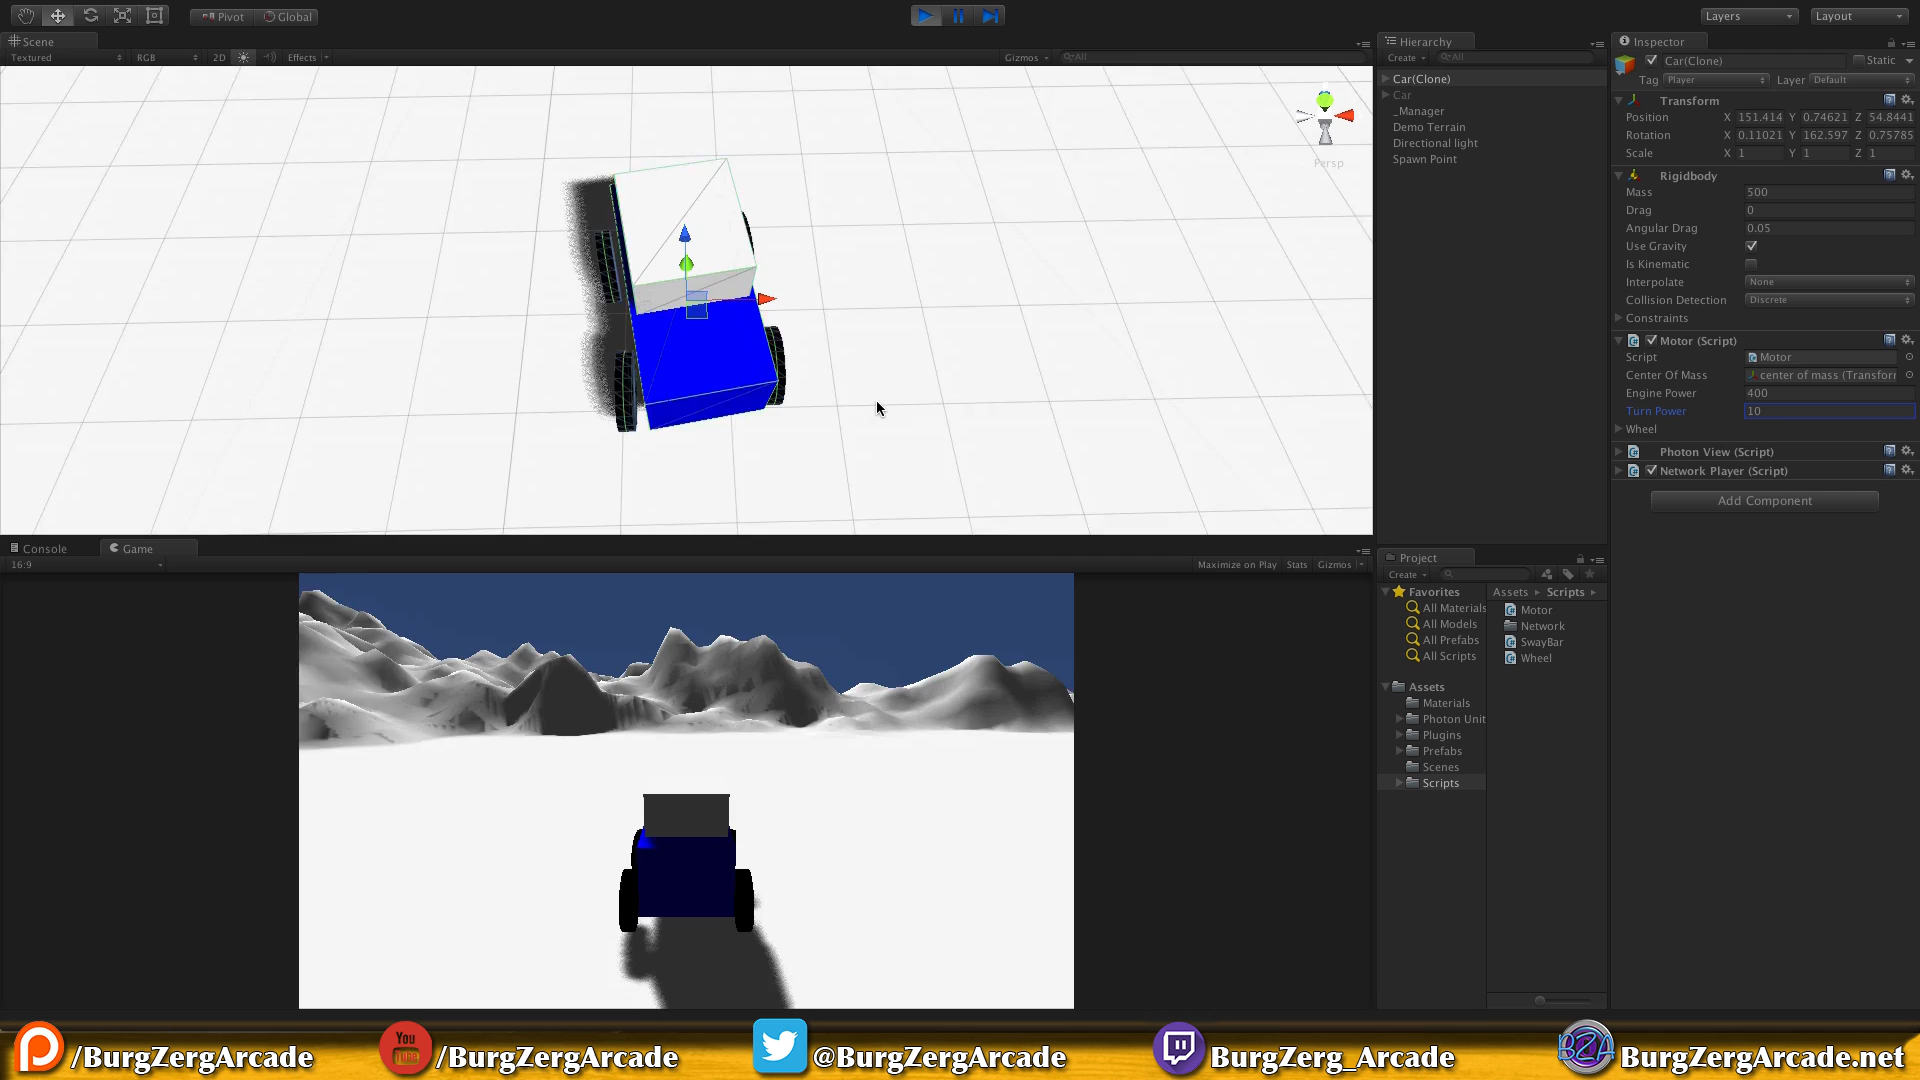 Pivot Global Layers Layout
Scene
Textured RGB 2D Effects Gizmos All
Persp
Hierarchy
Create All
Car(Clone)
Car
_Manager
Demo Terrain
Directional light
Spawn Point
Inspector
Car(Clone) Static
Tag Player Layer Default
Transform
Position X 151.414 Y 0.74621 Z 54.8441
Rotation X 0.11021 Y 162.597 Z 0.75785
Scale X 1 Y 1 Z 1
Rigidbody
Mass 500
Drag 0
Angular Drag 0.05
Use Gravity
Is Kinematic
Interpolate None
Collision Detection Discrete
Constraints
Motor (Script)
Script Motor
Center Of Mass center of mass (Transforr
Engine Power 400
Turn Power 10
Wheel
Photon View (Script)
Network Player (Script)
Add Component
Console Game
16:9 Maximize on Play Stats Gizmos
Project
Create
Favorites
All Materials
All Models
All Prefabs
All Scripts
Assets
Materials
Photon Unit
Plugins
Prefabs
Scenes
Scripts
Assets Scripts
Motor
Network
SwayBar
Wheel
/BurgZergArcade You Tube /BurgZergArcade @BurgZergArcade BurgZerg_Arcade BZA BurgZergArcade.net